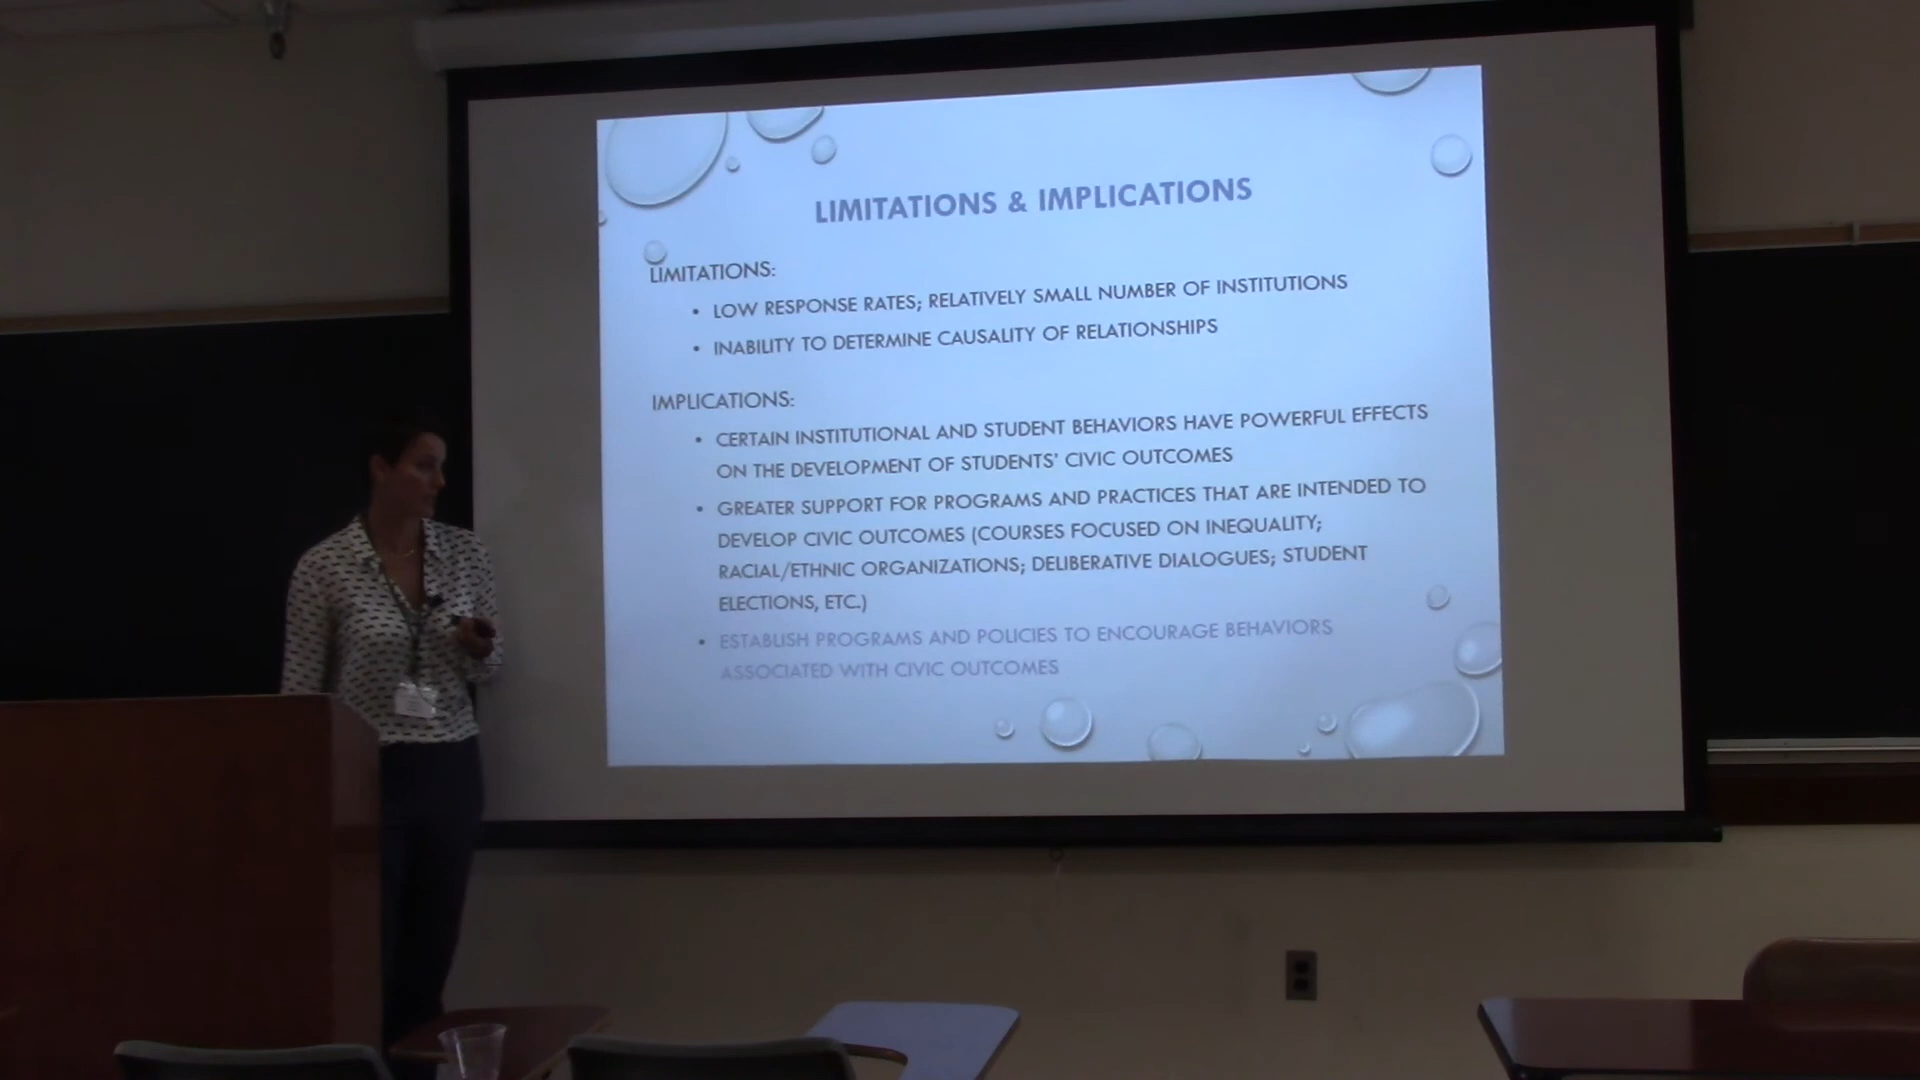 LIMITATIONS & IMPLICATIONS
LIMITATIONS:
• LOW RESPONSE RATES; RELATIVELY SMALL NUMBER OF INSTITUTIONS
• INABILITY TO DETERMINE CAUSALITY OF RELATIONSHIPS
IMPLICATIONS:
• CERTAIN INSTITUTIONAL AND STUDENT BEHAVIORS HAVE POWERFUL EFFECTS
ON THE DEVELOPMENT OF STUDENTS' CIVIC OUTCOMES
• GREATER SUPPORT FOR PROGRAMS AND PRACTICES THAT ARE INTENDED TO
DEVELOP CIVIC OUTCOMES (COURSES FOCUSED ON INEQUALITY;
RACIAL/ETHNIC ORGANIZATIONS; DELIBERATIVE DIALOGUES; STUDENT
ELECTIONS, ETC.)
• ESTABLISH PROGRAMS AND POLICIES TO ENCOURAGE BEHAVIORS
ASSOCIATED WITH CIVIC OUTCOMES